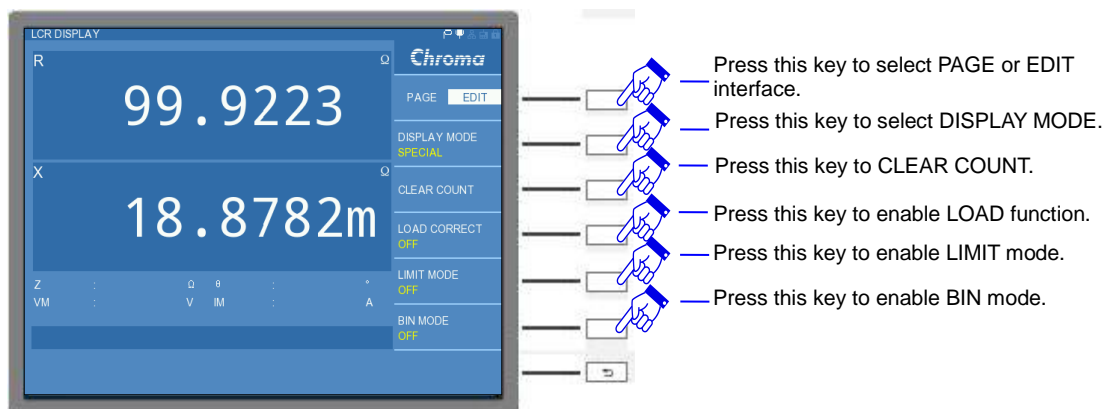 LCR DISPLAY
R Ω
99.9223
X Ω
18.8782m
Z : Ω θ : °
VM : V IM : A
Chroma
PAGE EDIT
DISPLAY MODE
SPECIAL
CLEAR COUNT
LOAD CORRECT
OFF
LIMIT MODE
OFF
BIN MODE
OFF
Press this key to select PAGE or EDIT
interface.
Press this key to select DISPLAY MODE.
Press this key to CLEAR COUNT.
Press this key to enable LOAD function.
Press this key to enable LIMIT mode.
Press this key to enable BIN mode.